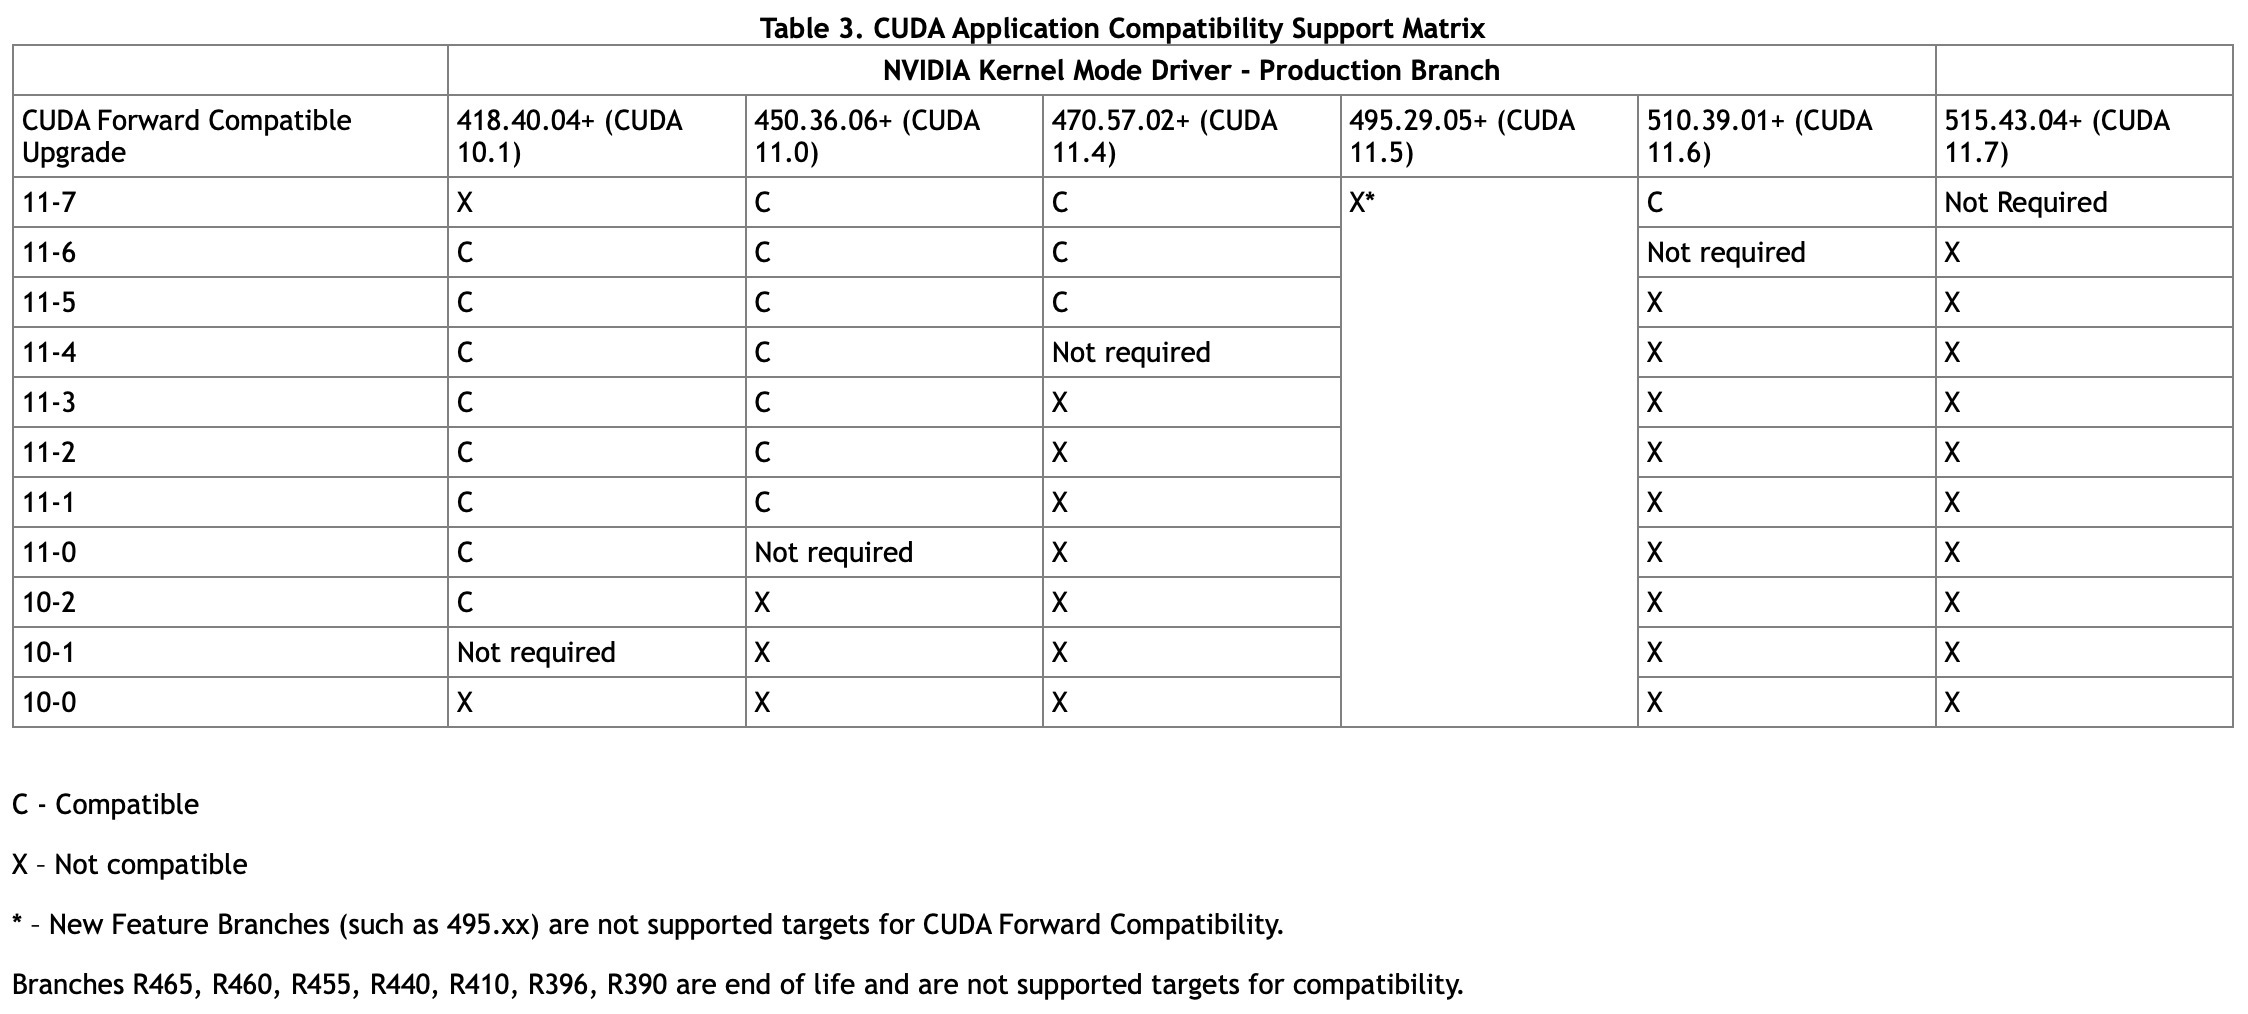 Table 3. CUDA Application Compatibility Support Matrix
NVIDIA Kernel Mode Driver - Production Branch
CUDA Forward Compatible Upgrade 418.40.04+ (CUDA 10.1) 450.36.06+ (CUDA 11.0) 470.57.02+ (CUDA 11.4) 495.29.05+ (CUDA 11.5) 510.39.01+ (CUDA 11.6) 515.43.04+ (CUDA 11.7)
11-7 X C C X* C Not Required
11-6 C C C Not required X
11-5 C C C X X
11-4 C C Not required X X
11-3 C C X X X
11-2 C C X X X
11-1 C C X X X
11-0 C Not required X X X
10-2 C X X X X
10-1 Not required X X X X
10-0 X X X X X
C - Compatible
X – Not compatible
* – New Feature Branches (such as 495.xx) are not supported targets for CUDA Forward Compatibility.
Branches R465, R460, R455, R440, R410, R396, R390 are end of life and are not supported targets for compatibility.